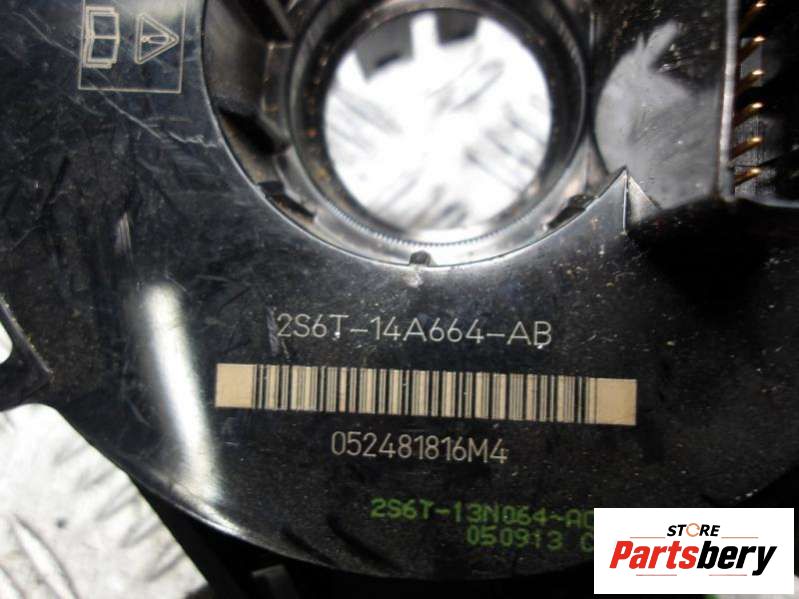 2S6T-14A664-AB
052481816M4
2S6T-13N064-A
050913
STORE
Partsbery